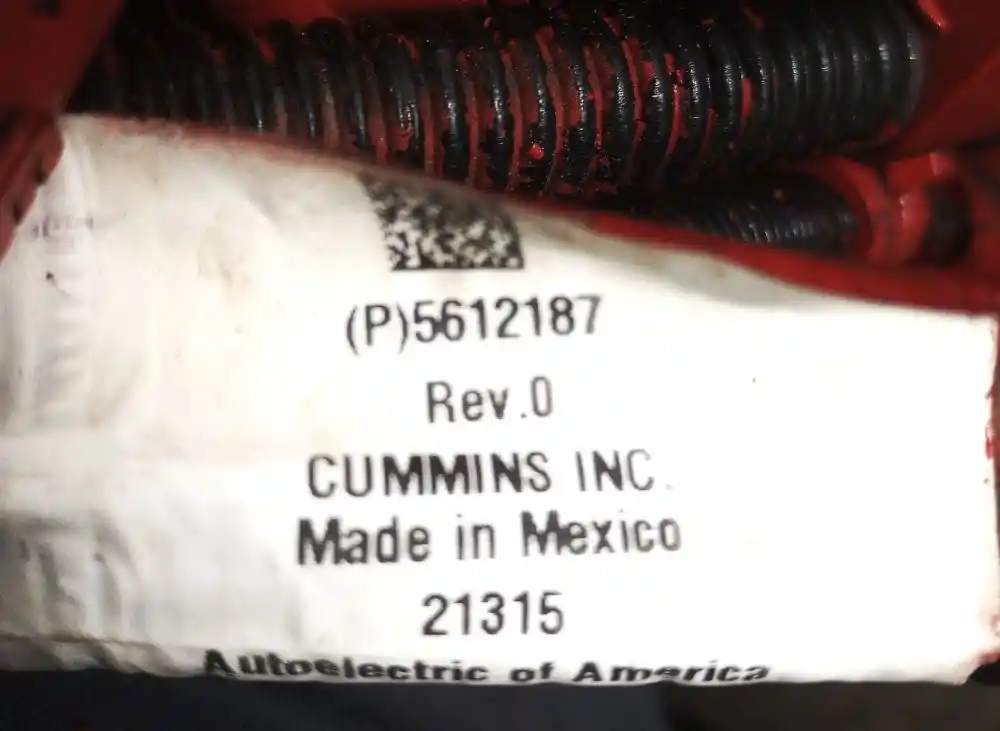 (P)5612187
Rev.0
CUMMINS INC.
Made in Mexico
21315
Autoelectric of America